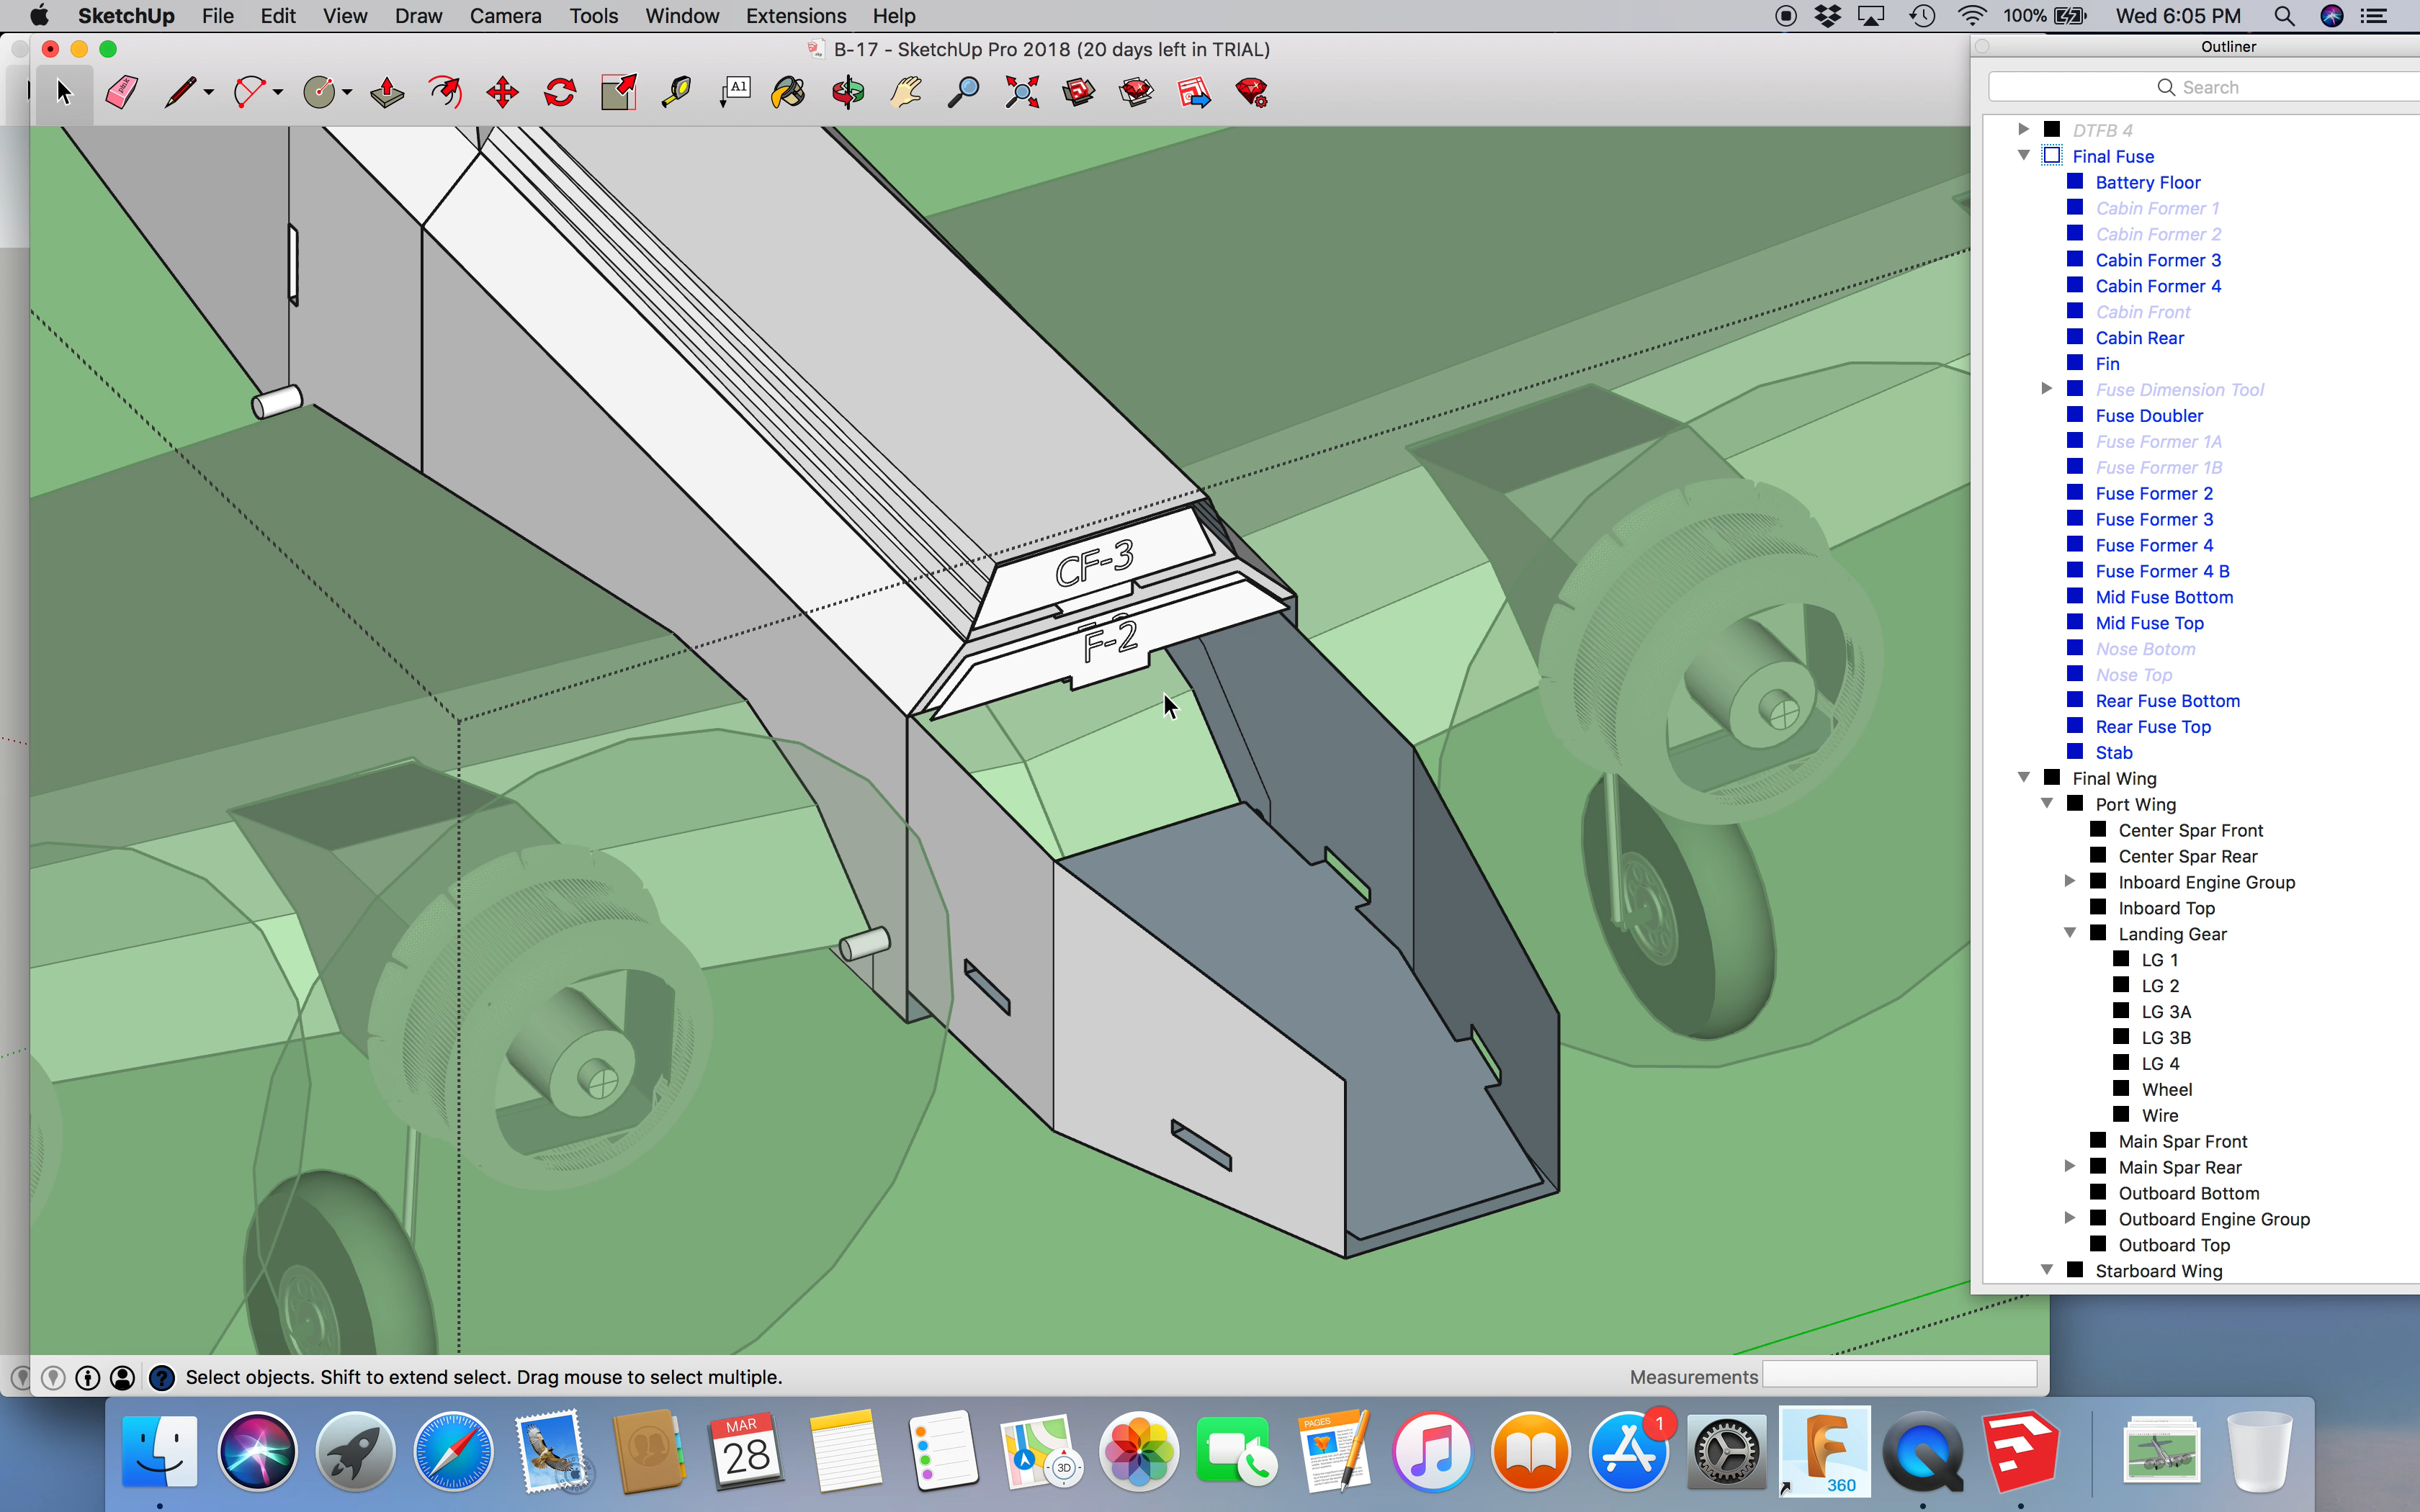 SketchUp File Edit View Draw Camera Tools Window Extensions Help 100% Wed 6:05 PM
B-17 - SketchUp Pro 2018 (20 days left in TRIAL)
Outliner
A1
Search
DTFB 4
Final Fuse
Battery Floor
Cabin Former 1
Cabin Former 2
Cabin Former 3
Cabin Former 4
Cabin Front
Cabin Rear
Fin
Fuse Dimension Tool
Fuse Doubler
Fuse Former 1A
Fuse Former 1B
Fuse Former 2
Fuse Former 3
Fuse Former 4
Fuse Former 4 B
Mid Fuse Bottom
Mid Fuse Top
Nose Botom
Nose Top
Rear Fuse Bottom
Rear Fuse Top
Stab
Final Wing
Port Wing
Center Spar Front
Center Spar Rear
Inboard Engine Group
Inboard Top
Landing Gear
LG 1
LG 2
LG 3A
LG 3B
LG 4
Wheel
Wire
Main Spar Front
Main Spar Rear
Outboard Bottom
Outboard Engine Group
Outboard Top
Starboard Wing
CF-3
F-2
Select objects. Shift to extend select. Drag mouse to select multiple.
Measurements
MAR
28
3D
PAGES
1
360